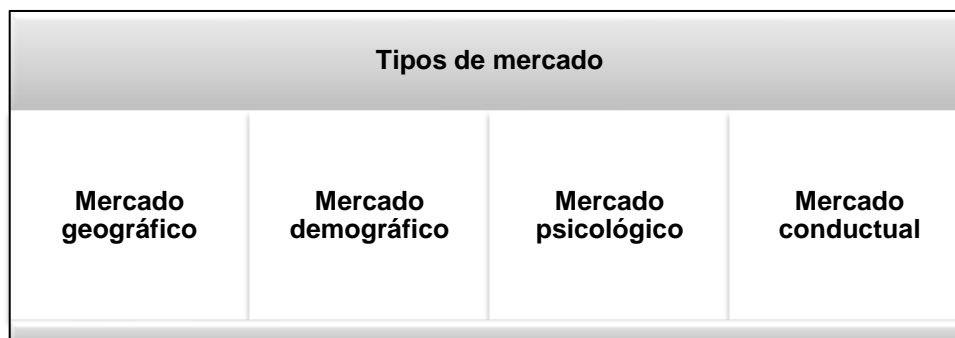 Tipos de mercado
Mercado geográfico
Mercado demográfico
Mercado psicológico
Mercado conductual